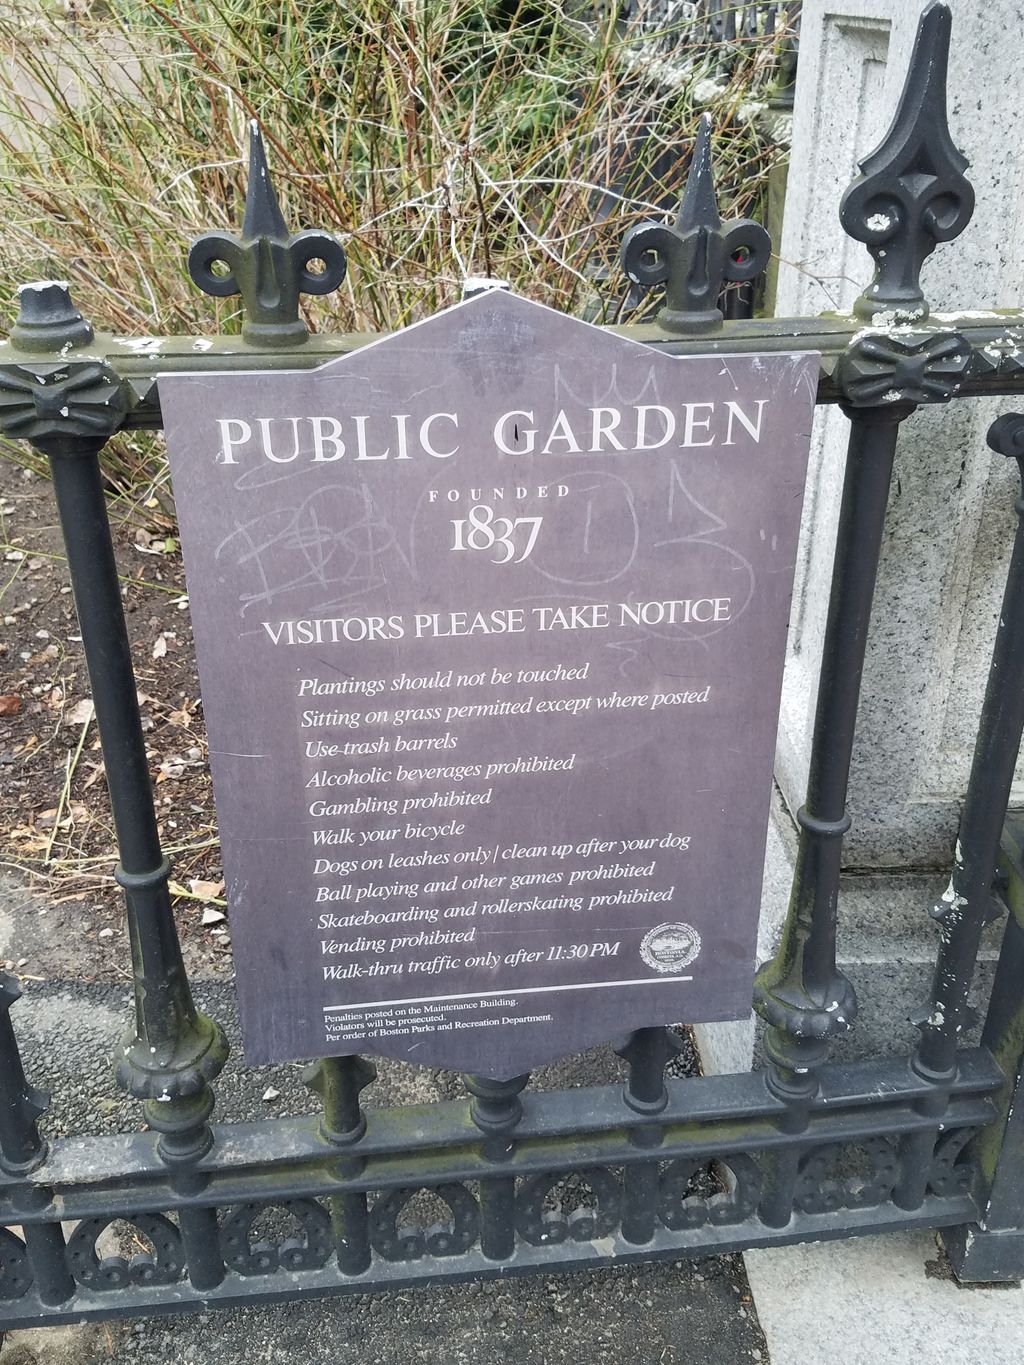 PUBLIC GARDEN
FOUNDED
1837
VISITORS PLEASE TAKE NOTICE
Plantings should not be touched
Sitting on grass permitted except where posted
Use trash barrels
Alcoholic beverages prohibited
Gambling prohibited
Walk your bicycle
Dogs on leashes only | clean up after your dog
Ball playing and other games prohibited
Skateboarding and rollerskating prohibited
Vending prohibited
Walk-thru traffic only after 11:30 PM
Penalties posted on the Maintenance Building.
Violators will be prosecuted.
Per order of Boston Parks and Recreation Department.